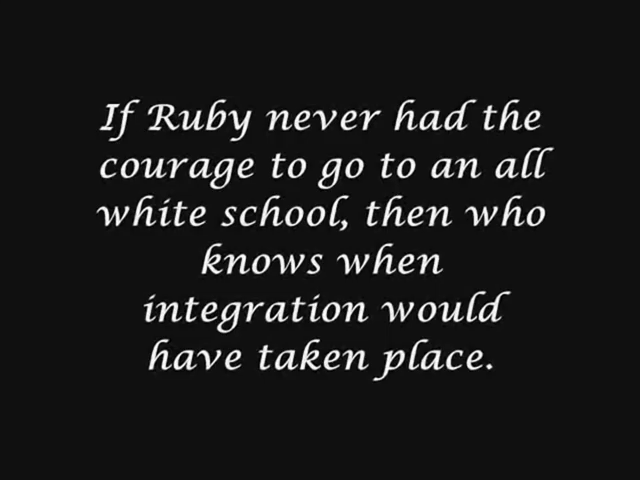 If Ruby never had the
courage to go to an all
white school, then who
knows when
integration would
have taken place.